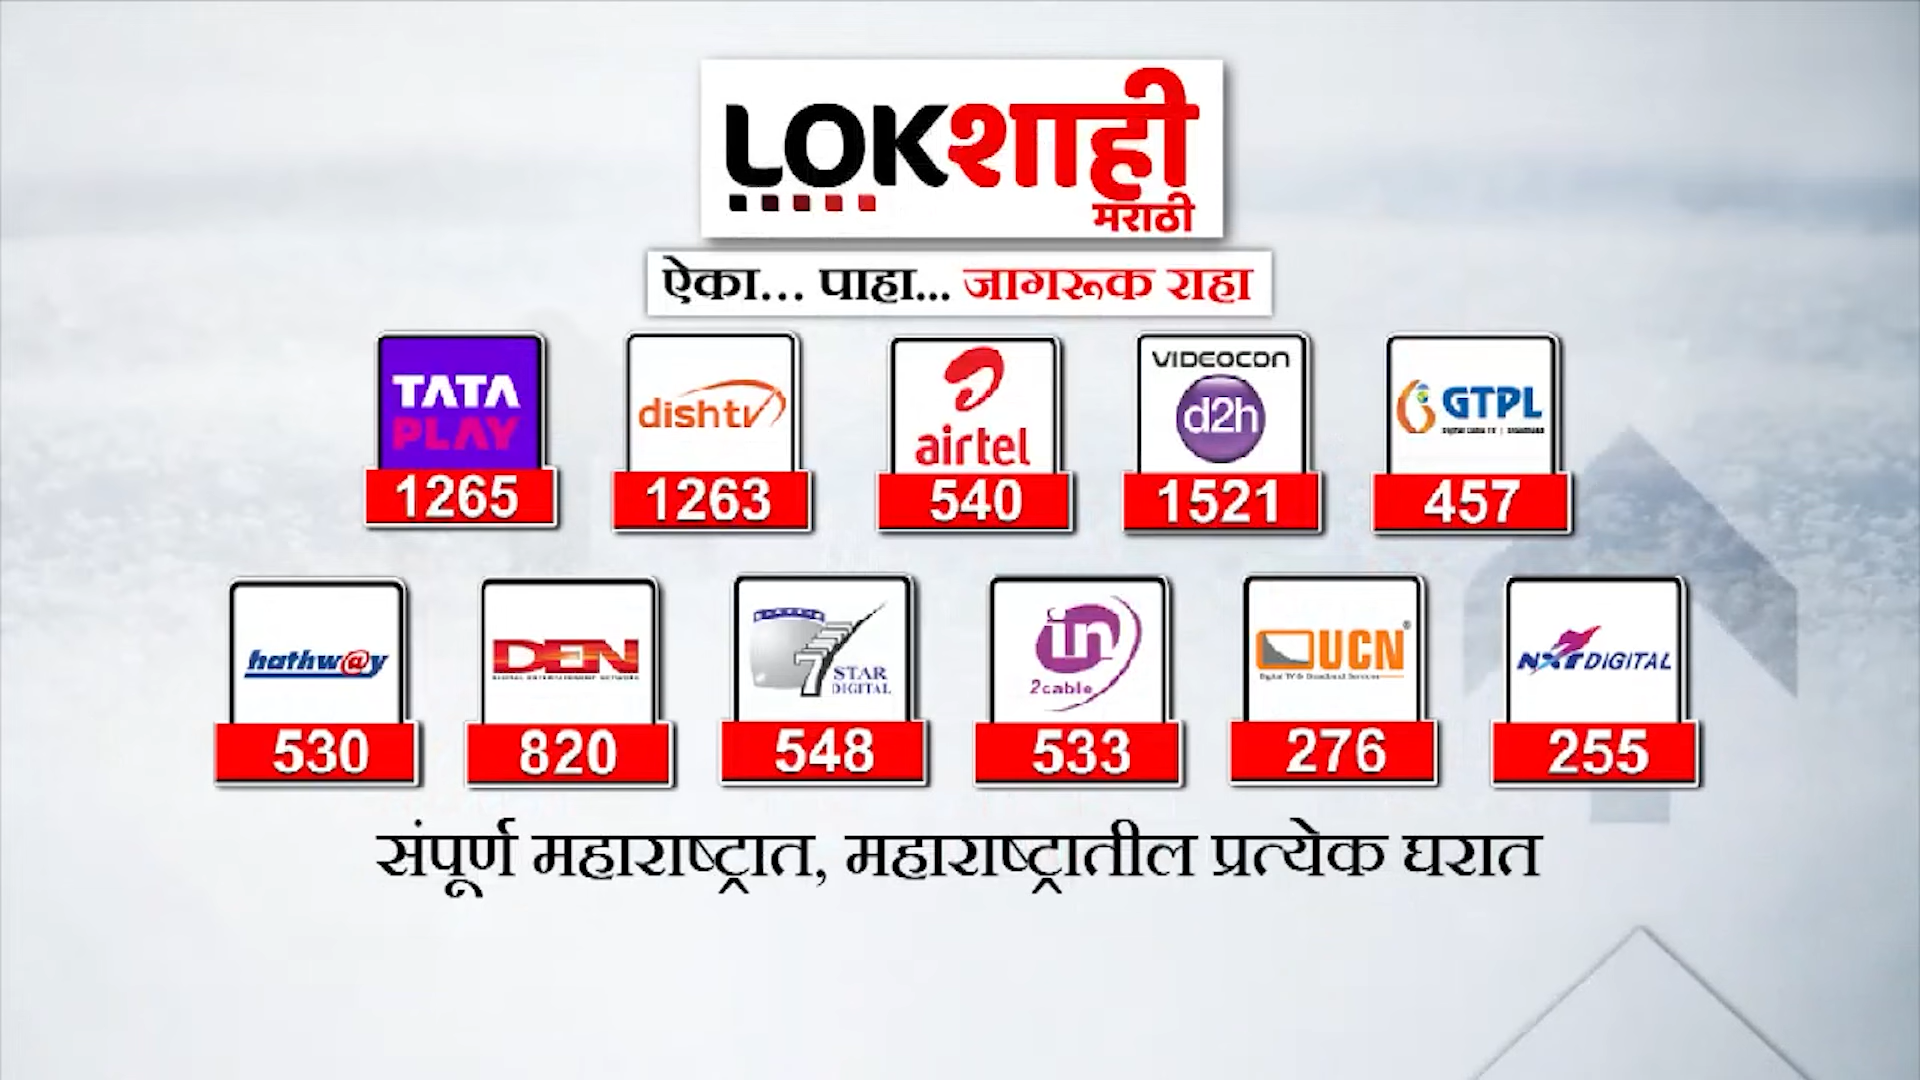 LOKशाही
मराठी
ऐका... पाहा... जागरूक राहा
TATA PLAY
dishtv
airtel
VIDEOCON d2h
GTPL
1265
1263
540
1521
457
hathw@y
DEN
7 STAR DIGITAL
in 2cable
UCN
NXT DIGITAL
530
820
548
533
276
255
संपूर्ण महाराष्ट्रात, महाराष्ट्रातील प्रत्येक घरात